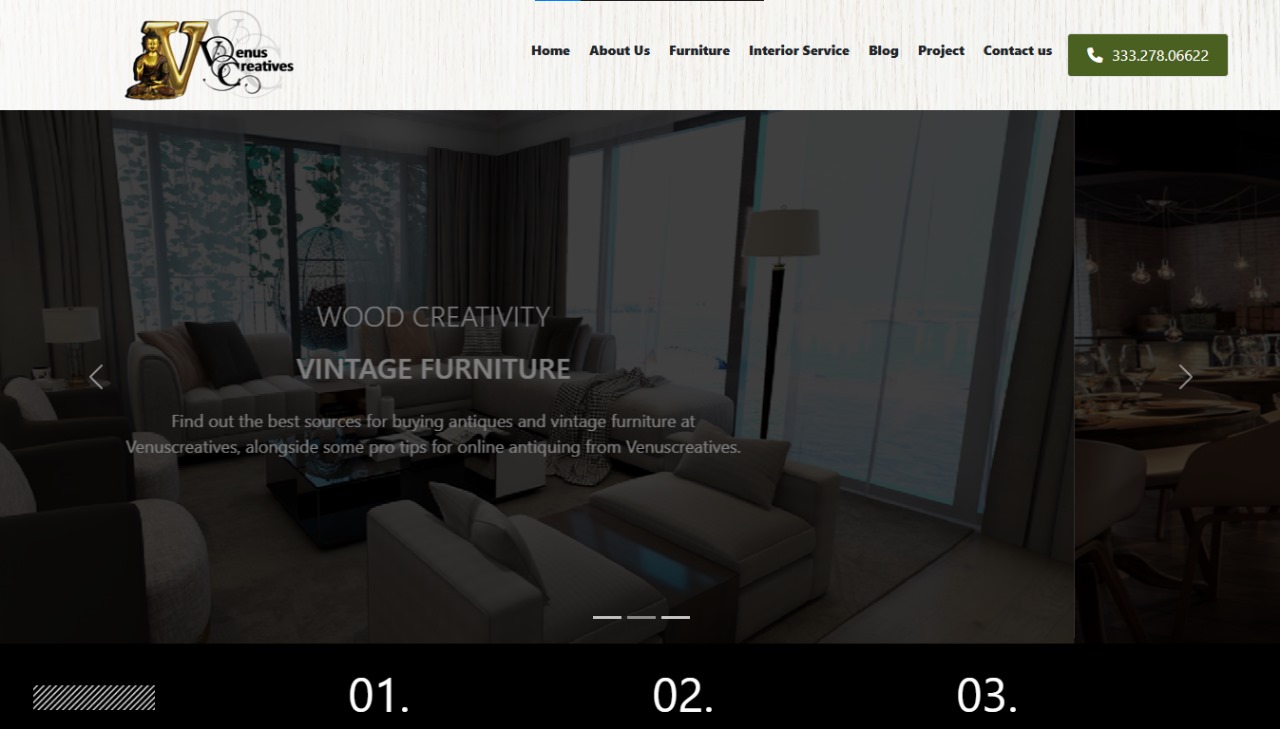 V Venus
Creatives
Home About Us Furniture Interior Service Blog Project Contact us 333.278.06622
WOOD CREATIVITY
VINTAGE FURNITURE
Find out the best sources for buying antiques and vintage furniture at
Venuscreatives, alongside some pro tips for online antiquing from Venuscreatives.
01. 02. 03.